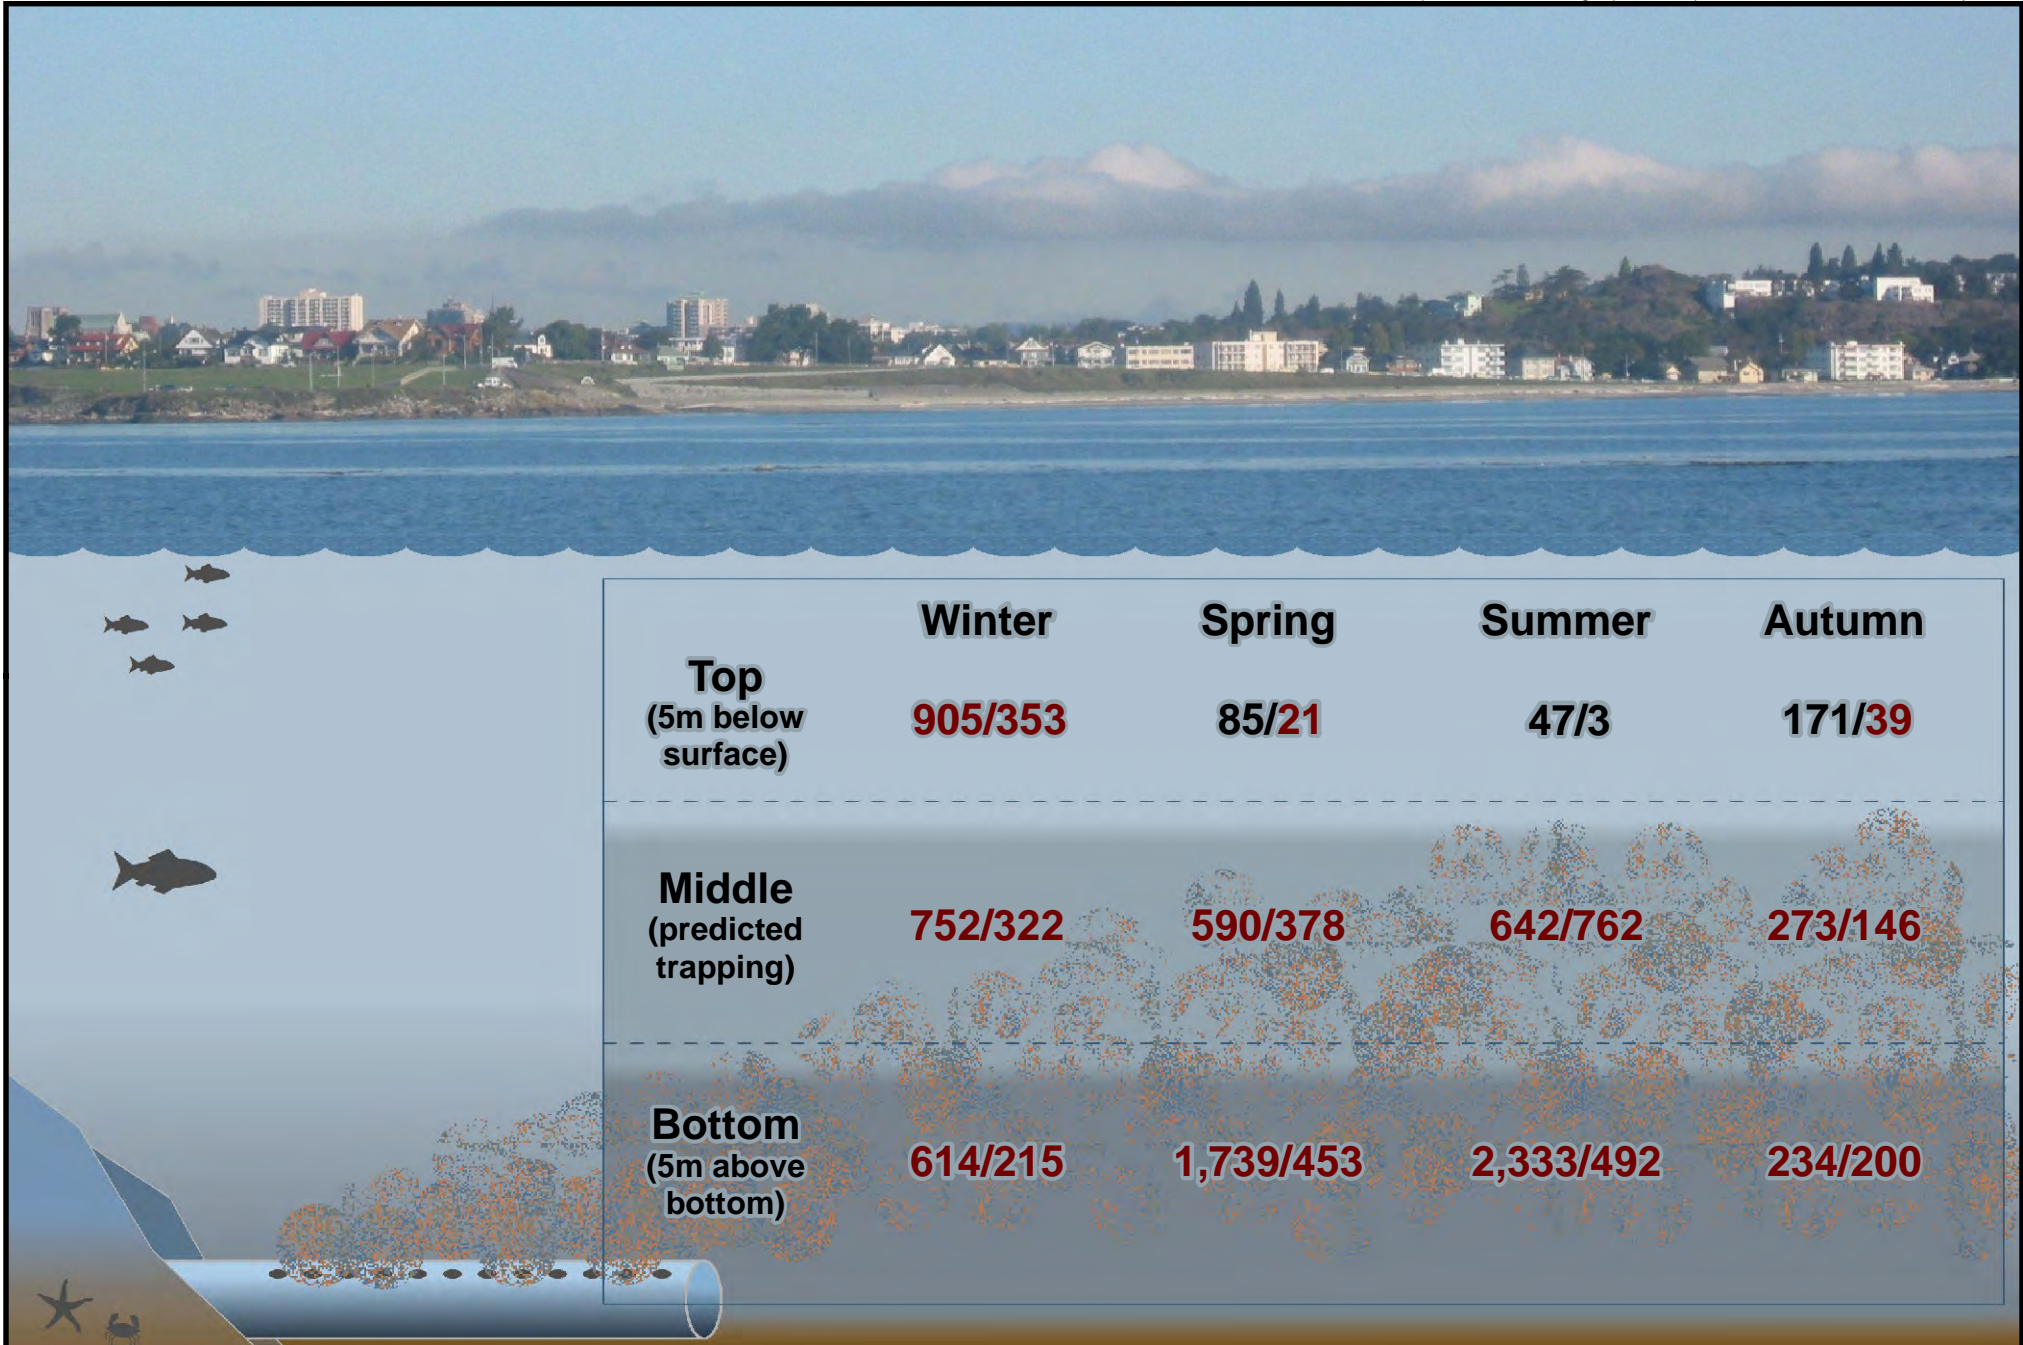 Winter Spring Summer Autumn
Top
(5m below
surface)
905/353 85/21 47/3 171/39
Middle
(predicted
trapping)
752/322 590/378 642/762 273/146
Bottom
(5m above
bottom)
614/215 1,739/453 2,333/492 234/200